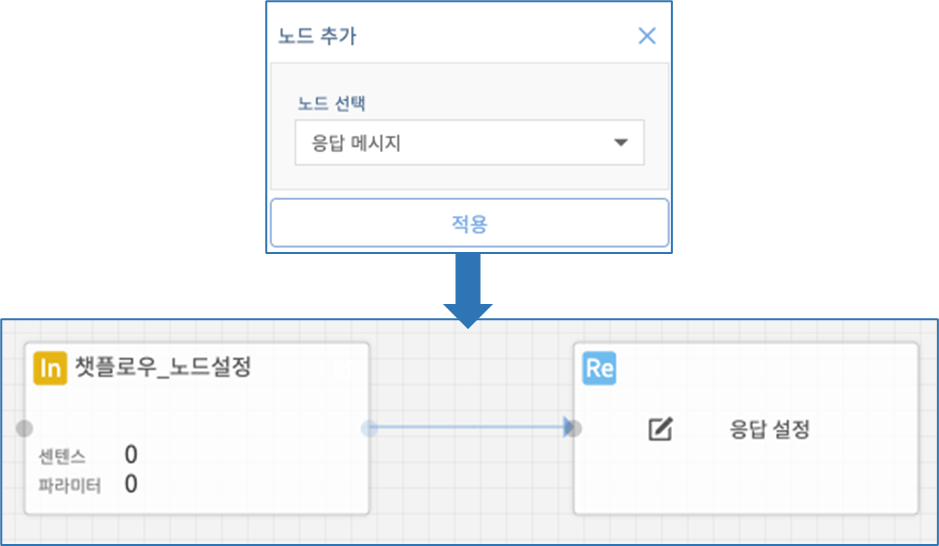 노드 추가
노드 선택
응답 메시지
적용
In 챗플로우_노드설정
센텐스 0
파라미터 0
Re
응답 설정